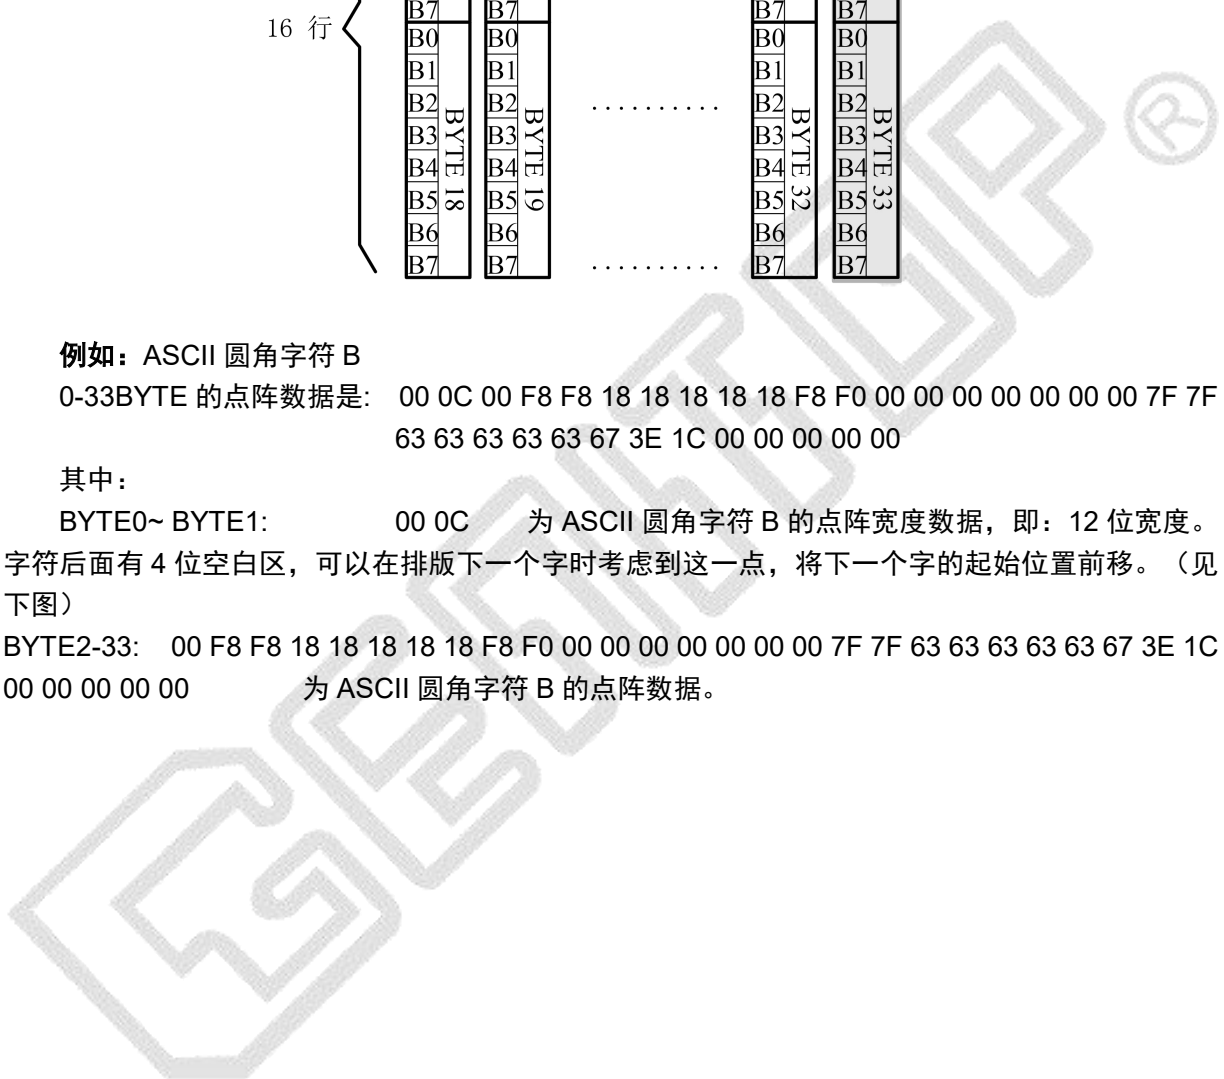 B7 B7 B7 B7
16 行
B0 B0 B0 B0
B1 B1 B1 B1
B2 B2 .......... B2 B2
B3 B3 B3 B3
B4 B4 B4 B4
B5 B5 B5 B5
B6 B6 B6 B6
B7 B7 .......... B7 B7
BYTE 18
BYTE 19
BYTE 32
BYTE 33
例如：ASCII 圆角字符 B
0-33BYTE 的点阵数据是: 00 0C 00 F8 F8 18 18 18 18 18 F8 F0 00 00 00 00 00 00 00 7F 7F
63 63 63 63 63 67 3E 1C 00 00 00 00 00
其中：
BYTE0~ BYTE1: 00 0C 为 ASCII 圆角字符 B 的点阵宽度数据，即：12 位宽度。
字符后面有 4 位空白区，可以在排版下一个字时考虑到这一点，将下一个字的起始位置前移。（见
下图）
BYTE2-33: 00 F8 F8 18 18 18 18 18 F8 F0 00 00 00 00 00 00 00 7F 7F 63 63 63 63 63 67 3E 1C
00 00 00 00 00 为 ASCII 圆角字符 B 的点阵数据。
GENITOP®